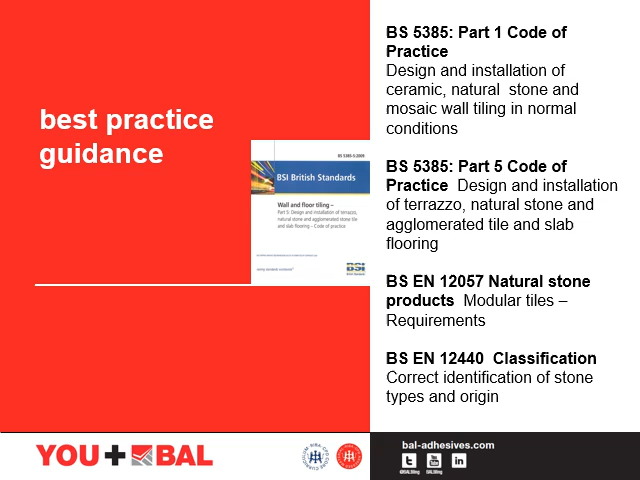 best practice
guidance
BS 5385-5:2009
BSI British Standards
Wall and floor tiling –
Part 5: Design and installation of terrazzo,
natural stone and agglomerated stone tile
and slab flooring – Code of practice
BSI
BS 5385: Part 1 Code of
Practice
Design and installation of
ceramic, natural stone and
mosaic wall tiling in normal
conditions
BS 5385: Part 5 Code of
Practice Design and installation
of terrazzo, natural stone and
agglomerated tile and slab
flooring
BS EN 12057 Natural stone
products Modular tiles –
Requirements
BS EN 12440 Classification
Correct identification of stone
types and origin
YOU+BAL
bal-adhesives.com
@BALtiling
BALtiling